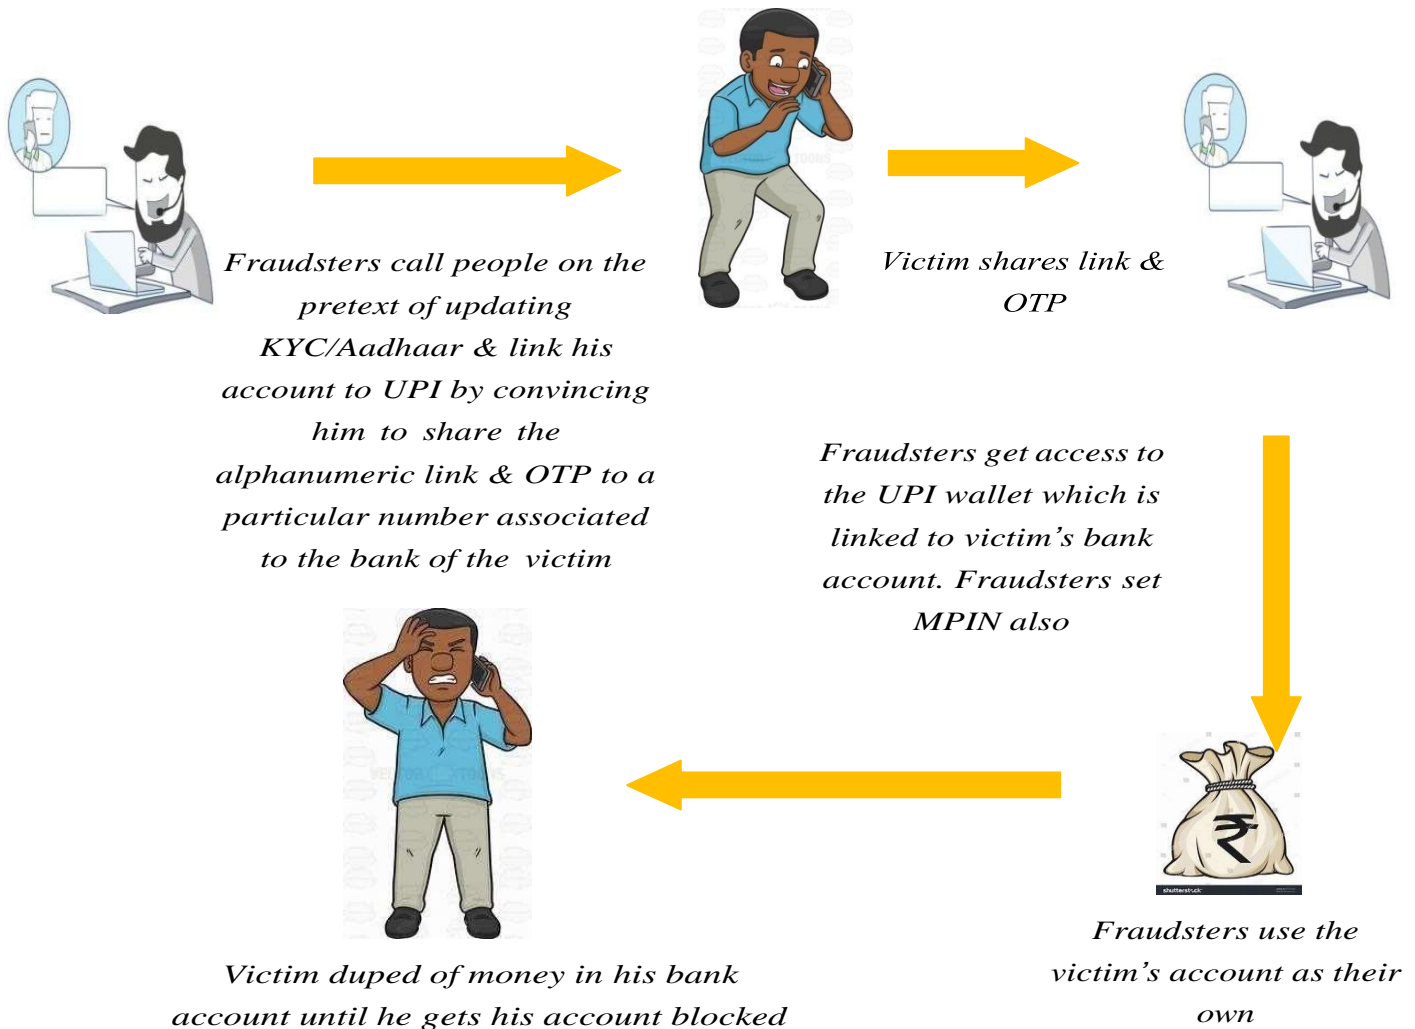 Fraudsters call people on the
pretext of updating
KYC/Aadhaar & link his
account to UPI by convincing
him to share the
alphanumeric link & OTP to a
particular number associated
to the bank of the victim
Victim shares link &
OTP
Fraudsters get access to
the UPI wallet which is
linked to victim's bank
account. Fraudsters set
MPIN also
₹
shutterstock
Fraudsters use the
victim's account as their
own
Victim duped of money in his bank
account until he gets his account blocked